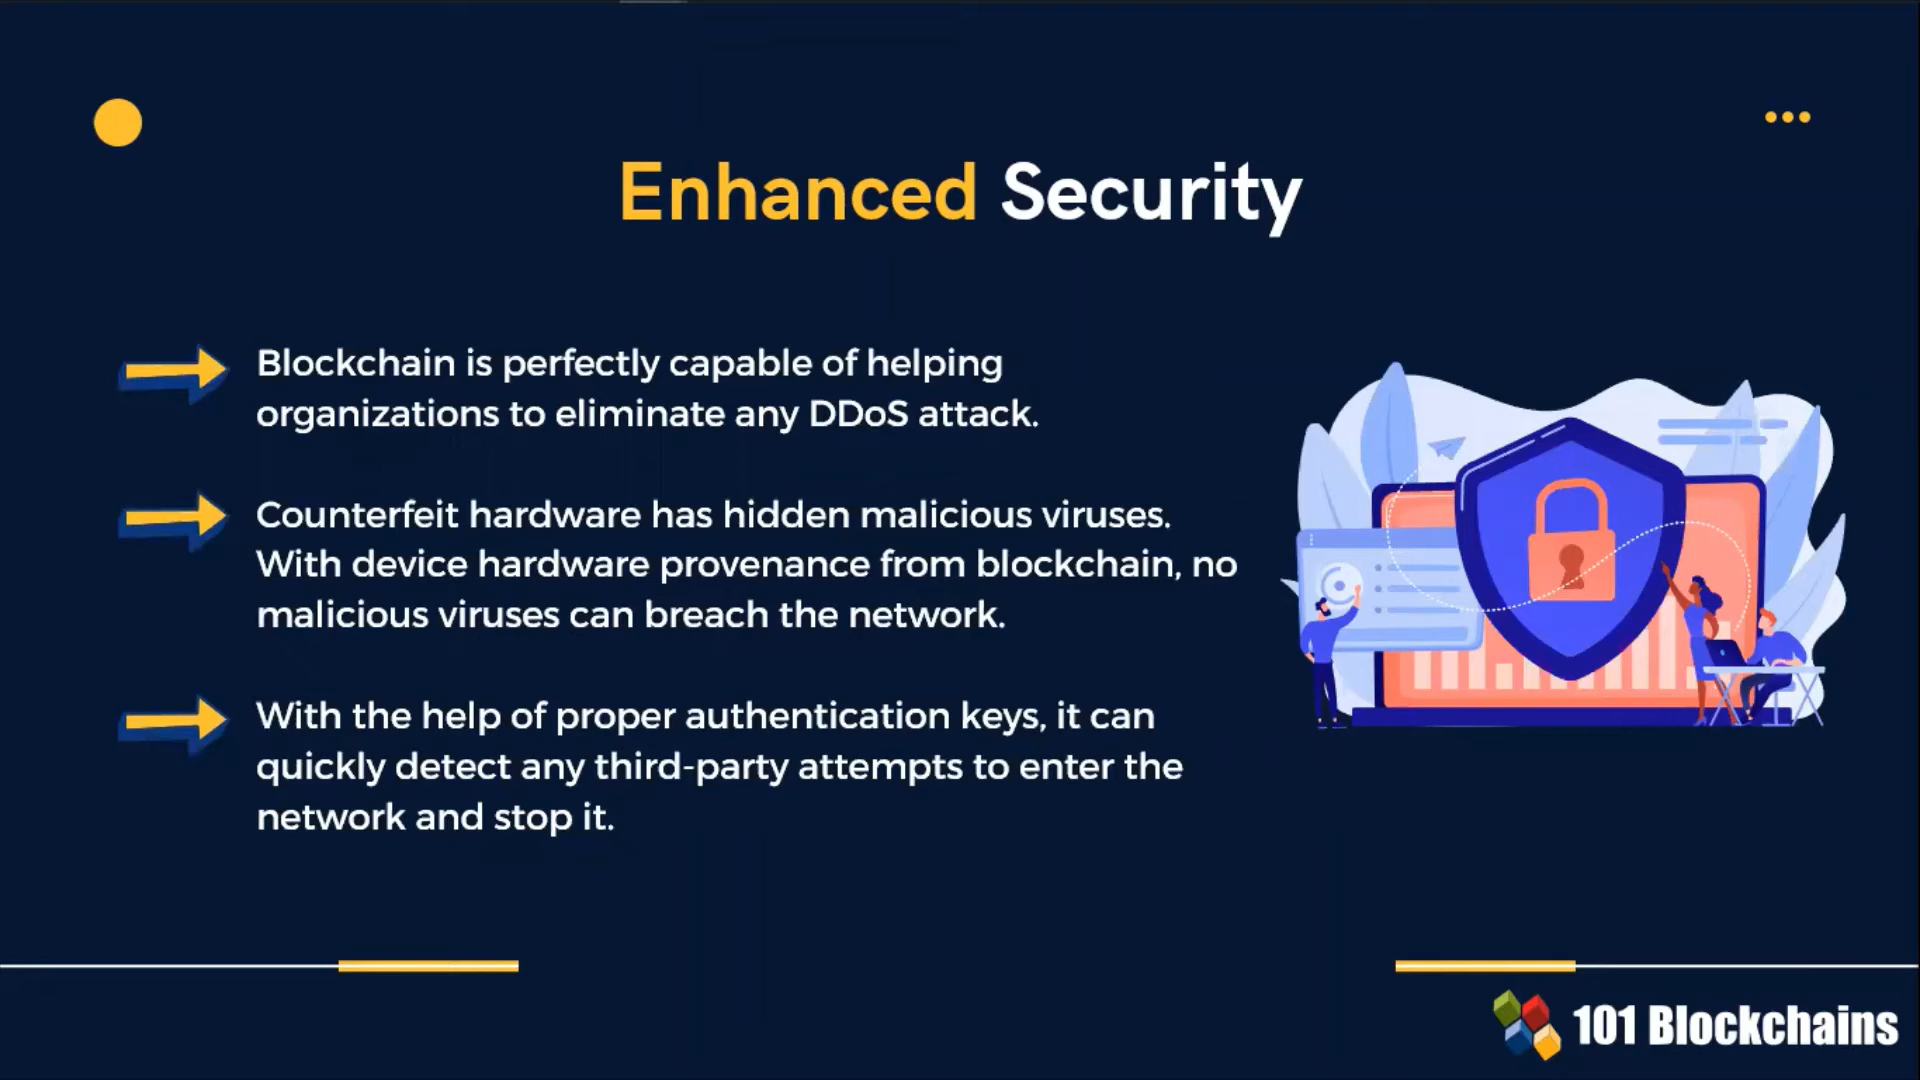 Enhanced Security
Blockchain is perfectly capable of helping
organizations to eliminate any DDoS attack.
Counterfeit hardware has hidden malicious viruses.
With device hardware provenance from blockchain, no
malicious viruses can breach the network.
With the help of proper authentication keys, it can
quickly detect any third-party attempts to enter the
network and stop it.
101 Blockchains